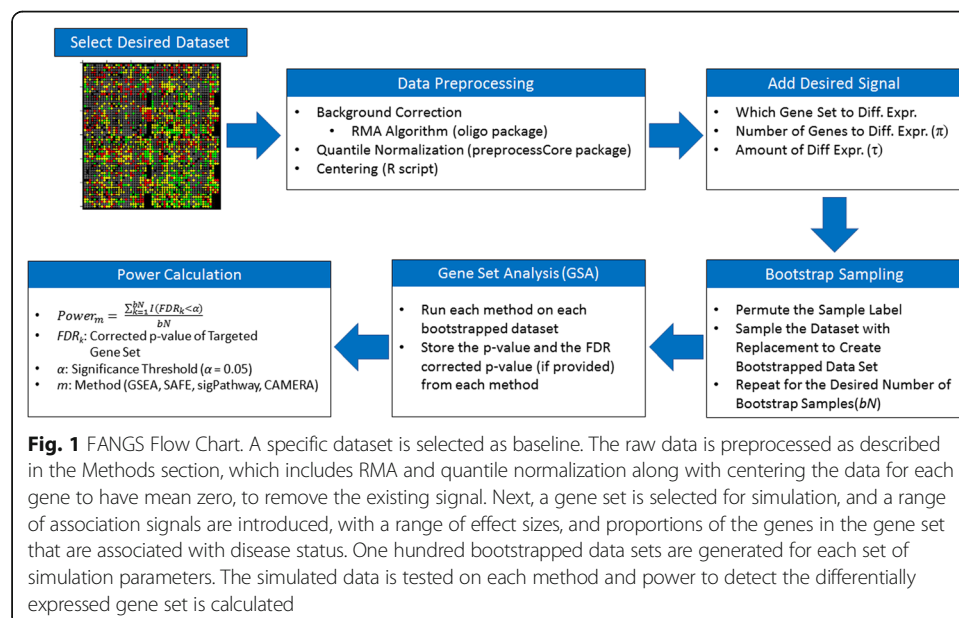 Select Desired Dataset
Data Preprocessing
• Background Correction
• RMA Algorithm (oligo package)
• Quantile Normalization (preprocessCore package)
• Centering (R script)
Add Desired Signal
• Which Gene Set to Diff. Expr.
• Number of Genes to Diff. Expr. (π)
• Amount of Diff Expr. (τ)
Bootstrap Sampling
• Permute the Sample Label
• Sample the Dataset with
Replacement to Create
Bootstrapped Data Set
• Repeat for the Desired Number of
Bootstrap Samples(bN)
Gene Set Analysis (GSA)
• Run each method on each
bootstrapped dataset
• Store the p-value and the FDR
corrected p-value (if provided)
from each method
Power Calculation
• Power_m = ∑_{k=1}^{bN} I(FDR_k<α) / bN
• FDR_k: Corrected p-value of Targeted
Gene Set
• α: Significance Threshold (α = 0.05)
• m: Method (GSEA, SAFE, sigPathway, CAMERA)
Fig. 1 FANGS Flow Chart. A specific dataset is selected as baseline. The raw data is preprocessed as described
in the Methods section, which includes RMA and quantile normalization along with centering the data for each
gene to have mean zero, to remove the existing signal. Next, a gene set is selected for simulation, and a range
of association signals are introduced, with a range of effect sizes, and proportions of the genes in the gene set
that are associated with disease status. One hundred bootstrapped data sets are generated for each set of
simulation parameters. The simulated data is tested on each method and power to detect the differentially
expressed gene set is calculated